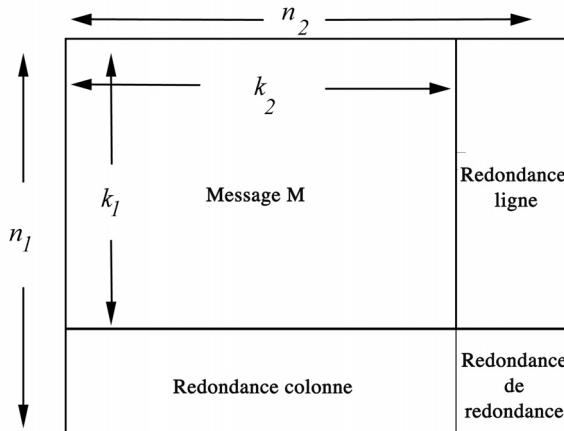 n2
k2
k1
n1
Message M
Redondance
ligne
Redondance colonne
Redondance
de
redondance